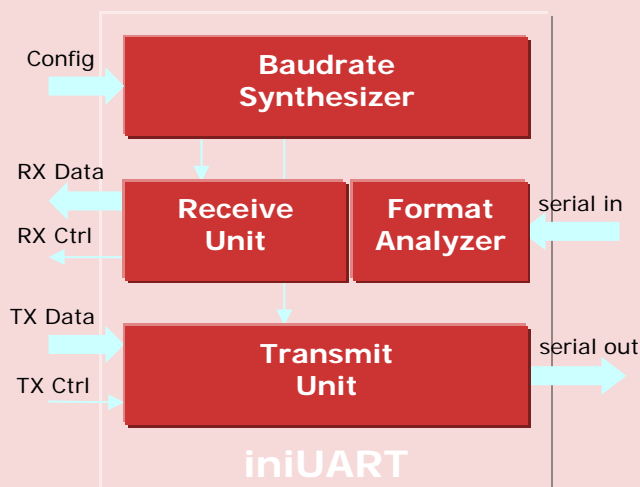 Config
Baudrate
Synthesizer
RX Data
RX Ctrl
Receive
Unit
Format
Analyzer
serial in
TX Data
TX Ctrl
Transmit
Unit
serial out
iniUART